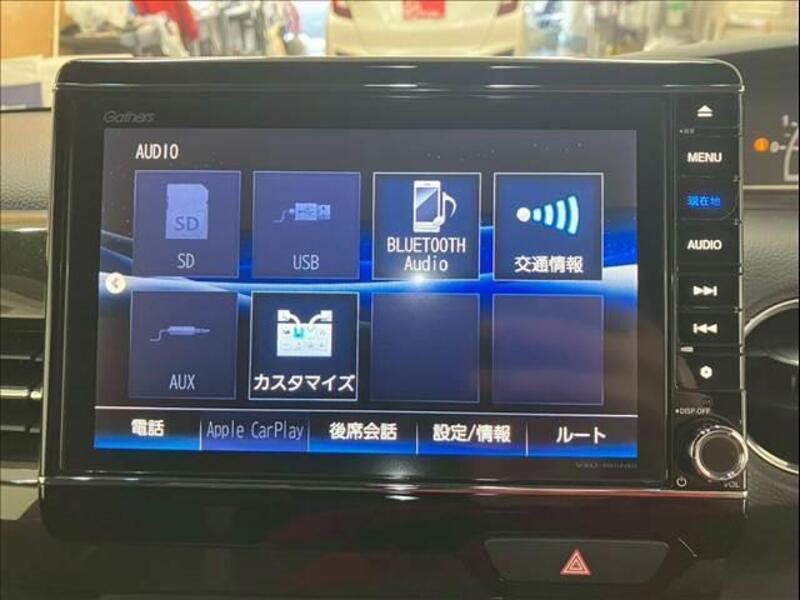 Gathers
AUDIO
SD
SD
USB
BLUETOOTH
Audio
交通情報
AUX
カスタマイズ
電話
Apple CarPlay
後席会話
設定/情報
ルート
MENU
現在地
AUDIO
DISP OFF
VOL